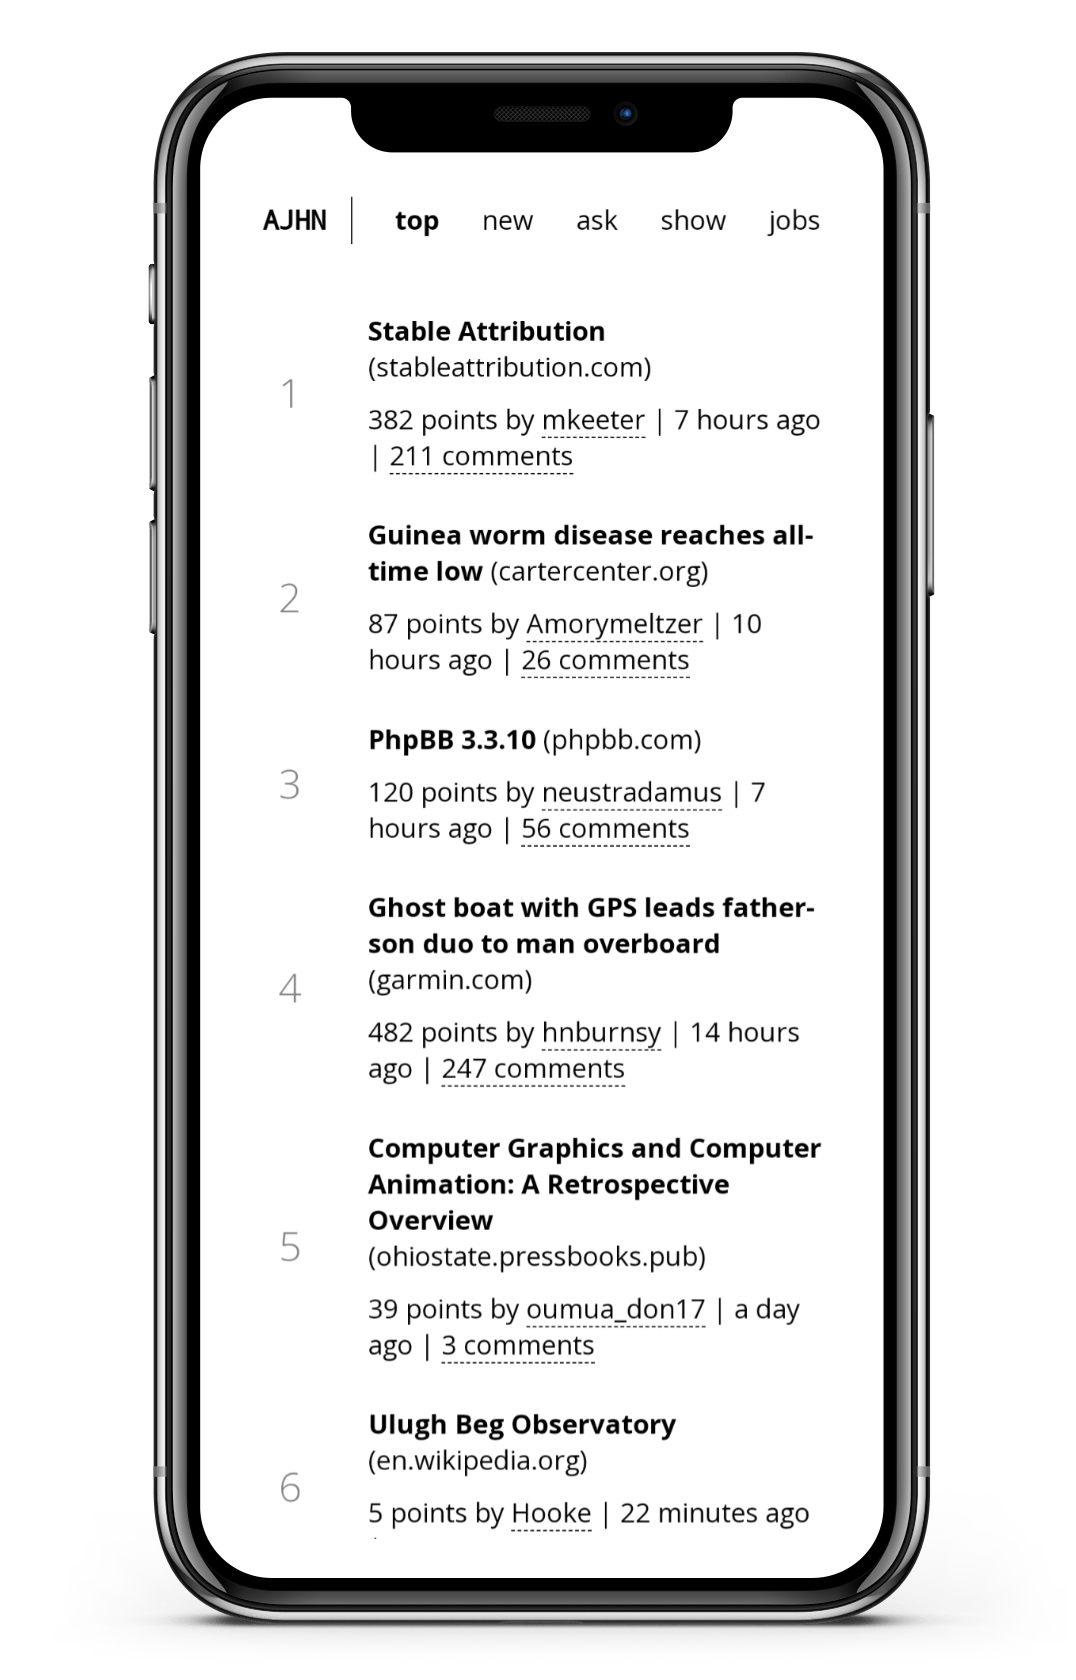 AJHN | top new ask show jobs
Stable Attribution
(stableattribution.com)
1
382 points by mkeeter | 7 hours ago
| 211 comments
Guinea worm disease reaches all-
time low (cartercenter.org)
2
87 points by Amorymeltzer | 10
hours ago | 26 comments
PhpBB 3.3.10 (phpbb.com)
3
120 points by neustradamus | 7
hours ago | 56 comments
Ghost boat with GPS leads father-
son duo to man overboard
(garmin.com)
4
482 points by hnburnsy | 14 hours
ago | 247 comments
Computer Graphics and Computer
Animation: A Retrospective
Overview
5
(ohiostate.pressbooks.pub)
39 points by oumua_don17 | a day
ago | 3 comments
Ulugh Beg Observatory
(en.wikipedia.org)
6
5 points by Hooke | 22 minutes ago